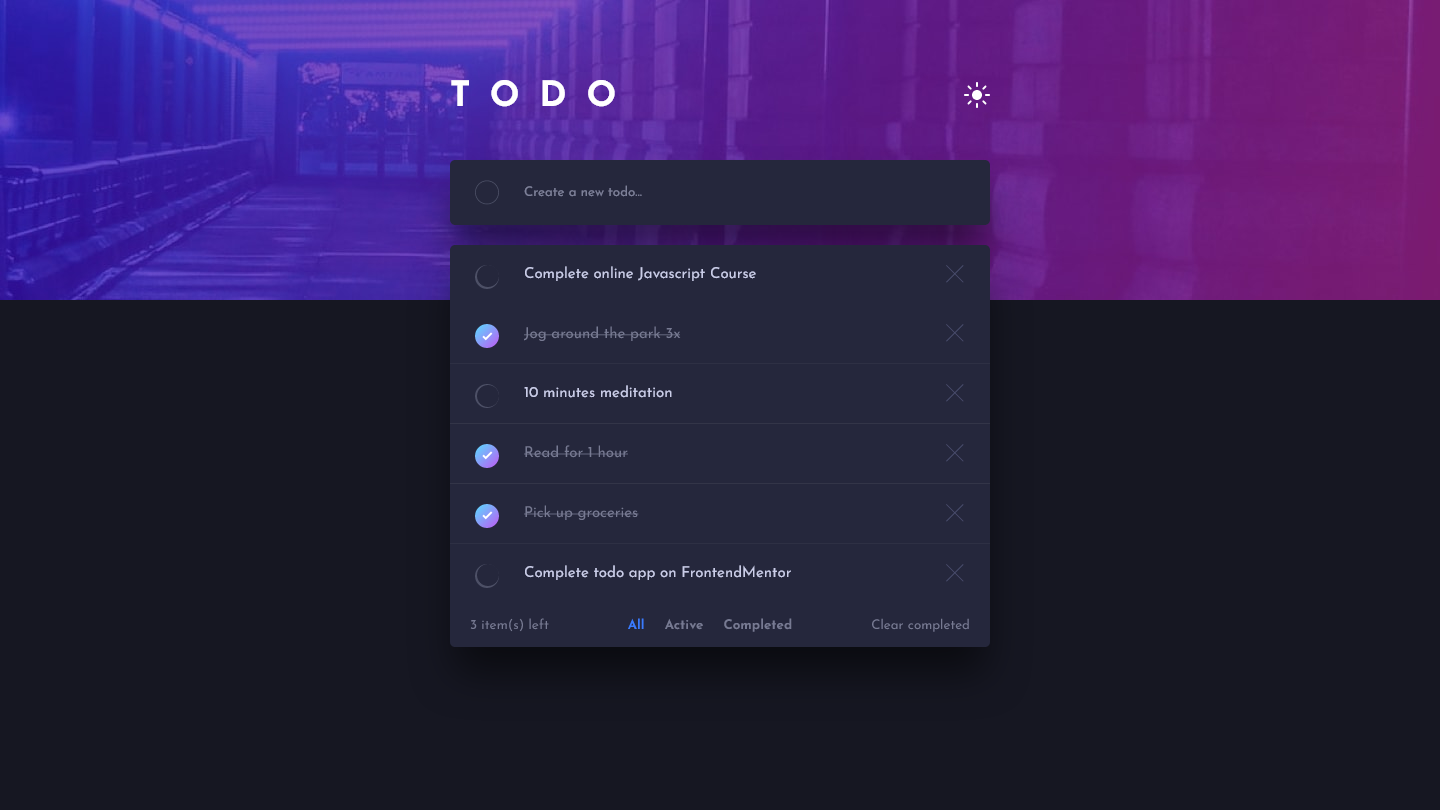 TODO
Create a new todo...
Complete online Javascript Course
Jog around the park 3x
10 minutes meditation
Read for 1 hour
Pick up groceries
Complete todo app on FrontendMentor
3 item(s) left All Active Completed Clear completed